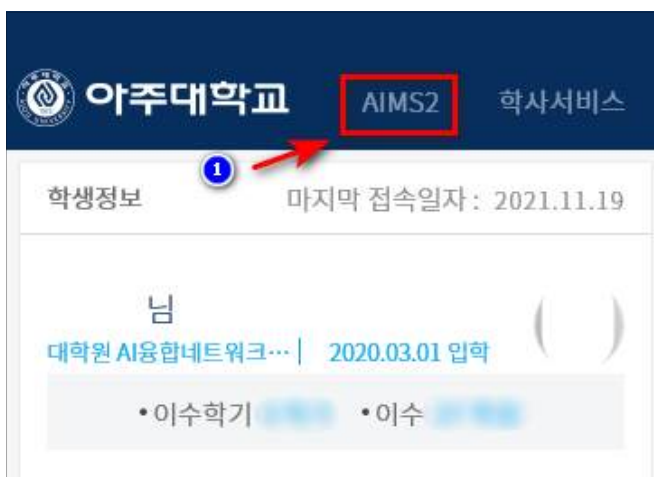 아주대학교 AIMS2 학사서비스
1
학생정보 마지막 접속일자 : 2021.11.19
님
대학원 AI융합네트워크… | 2020.03.01 입학
•이수학기 •이수